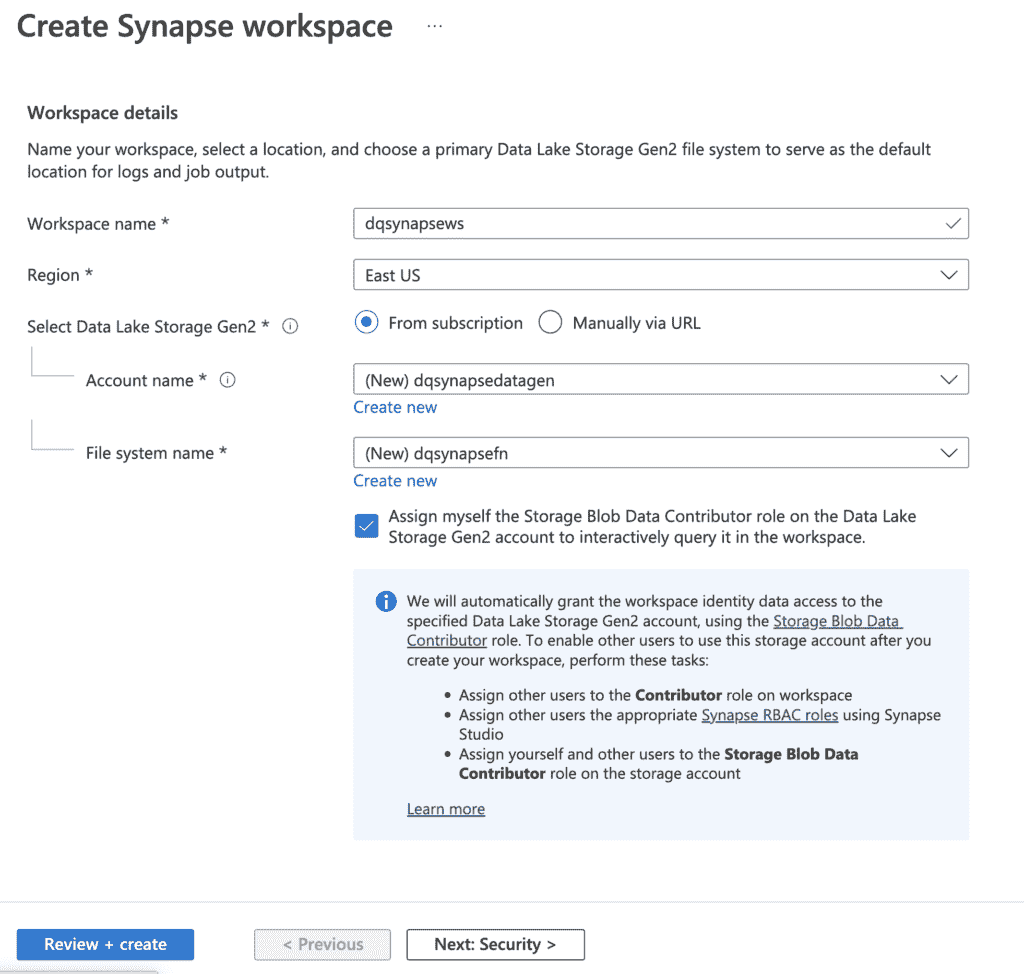 Create Synapse workspace ...
Workspace details
Name your workspace, select a location, and choose a primary Data Lake Storage Gen2 file system to serve as the default
location for logs and job output.
Workspace name *
dqsynapsews
Region *
East US
Select Data Lake Storage Gen2 *
From subscription
Manually via URL
Account name *
(New) dqsynapsedatagen
Create new
File system name *
(New) dqsynapsefn
Create new
Assign myself the Storage Blob Data Contributor role on the Data Lake
Storage Gen2 account to interactively query it in the workspace.
We will automatically grant the workspace identity data access to the
specified Data Lake Storage Gen2 account, using the Storage Blob Data
Contributor role. To enable other users to use this storage account after you
create your workspace, perform these tasks:
• Assign other users to the Contributor role on workspace
• Assign other users the appropriate Synapse RBAC roles using Synapse
Studio
• Assign yourself and other users to the Storage Blob Data
Contributor role on the storage account
Learn more
Review + create
< Previous
Next: Security >